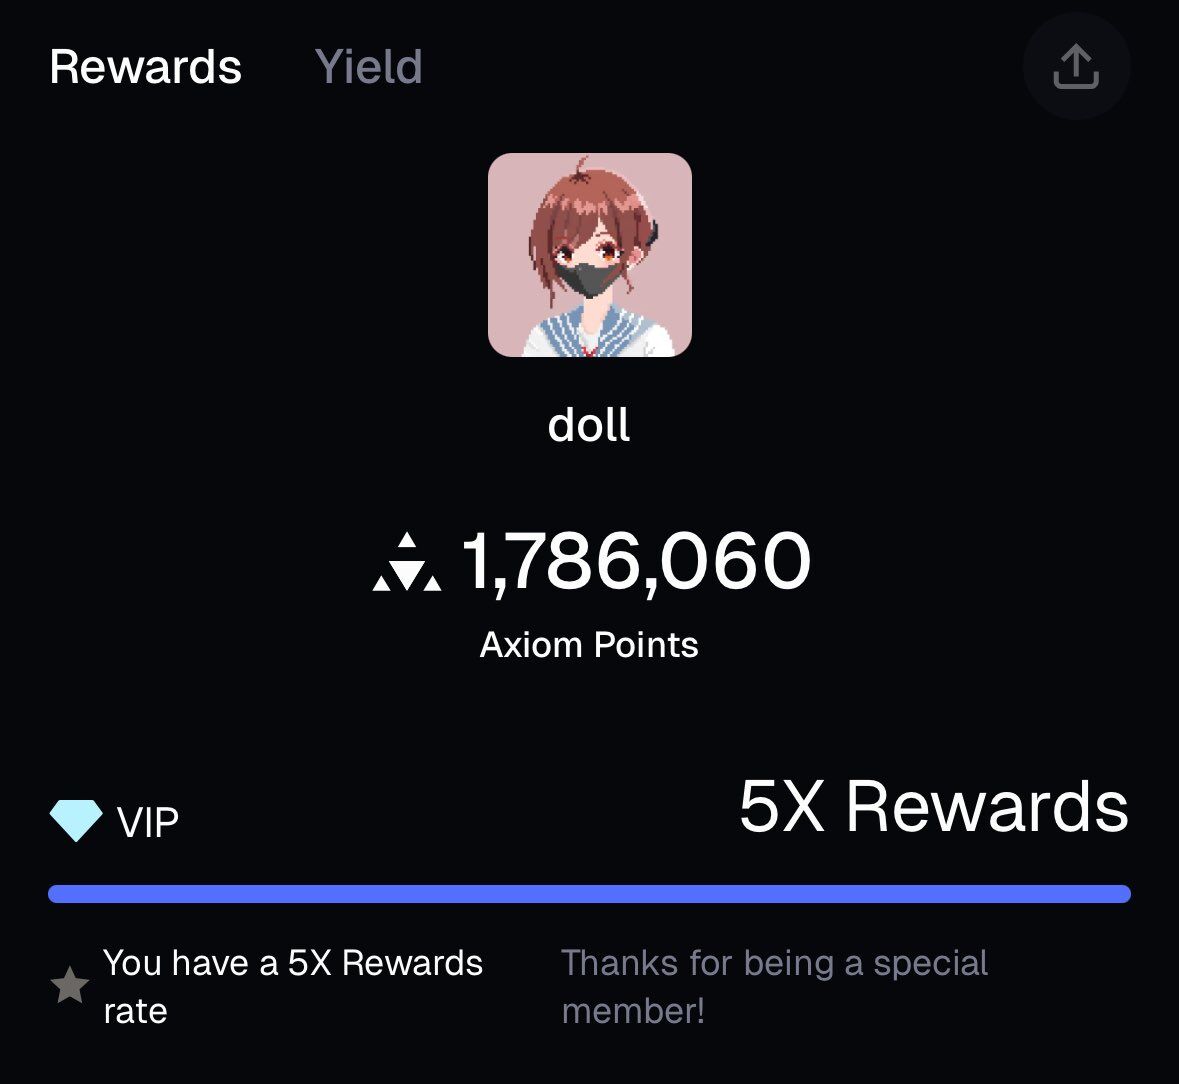 Rewards Yield
doll
1,786,060
Axiom Points
VIP 5X Rewards
You have a 5X Rewards
rate
Thanks for being a special
member!